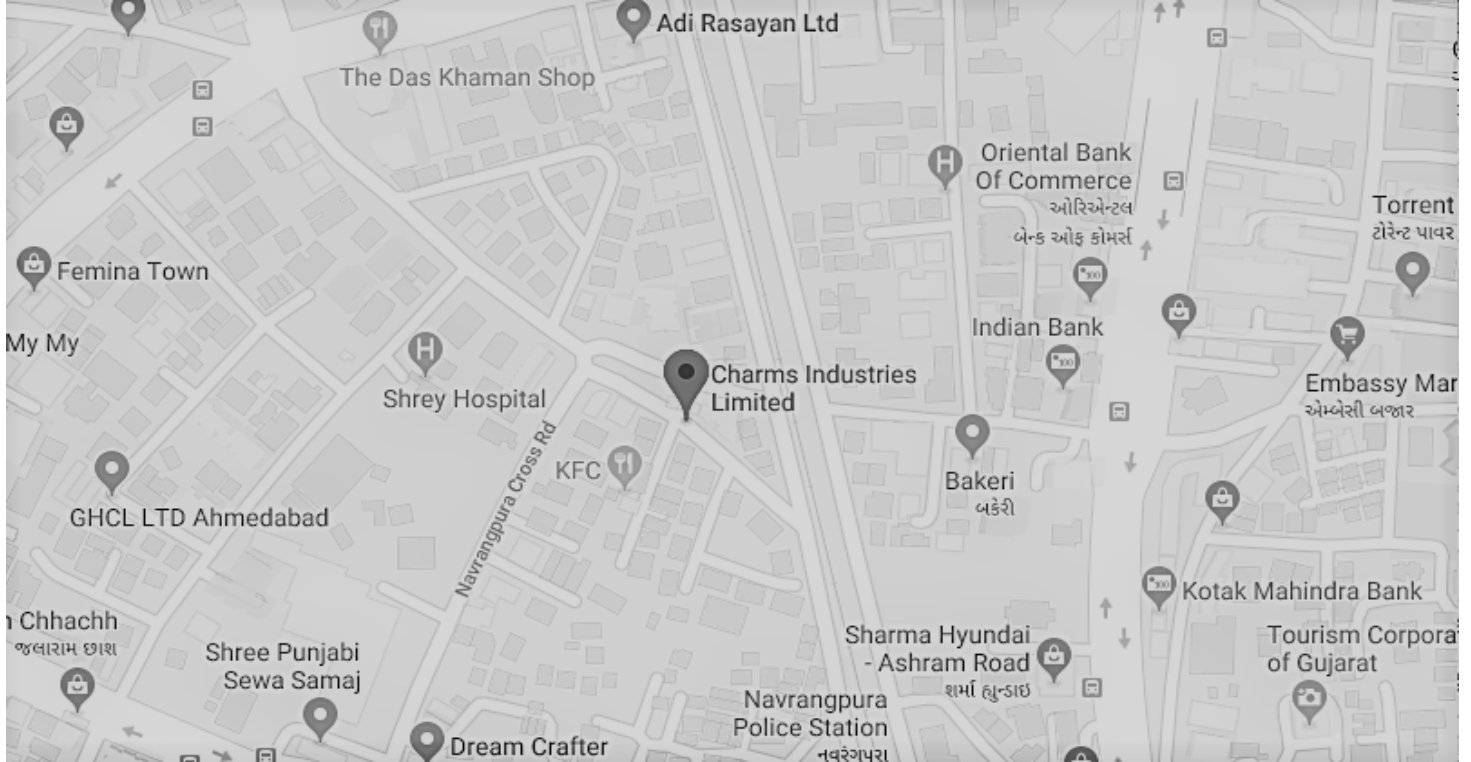 Adi Rasayan Ltd
The Das Khaman Shop
Oriental Bank
Of Commerce
ઓરિએન્ટલ
બેન્ક ઓફ કોમર્સ
Torrent
ટોરેન્ટ પાવર
Femina Town
My My
Indian Bank
Shrey Hospital
Charms Industries
Limited
Embassy Mar
એમ્બેસી બજાર
KFC
Navrangpura Cross Rd
Bakeri
બકેરી
GHCL LTD Ahmedabad
Kotak Mahindra Bank
Chhachh
જલારામ છાશ
Shree Punjabi
Sewa Samaj
Sharma Hyundai
- Ashram Road
શર્મા હ્યુન્ડાઇ
Tourism Corpora
of Gujarat
Navrangpura
Police Station
નવરંગપુરા
Dream Crafter